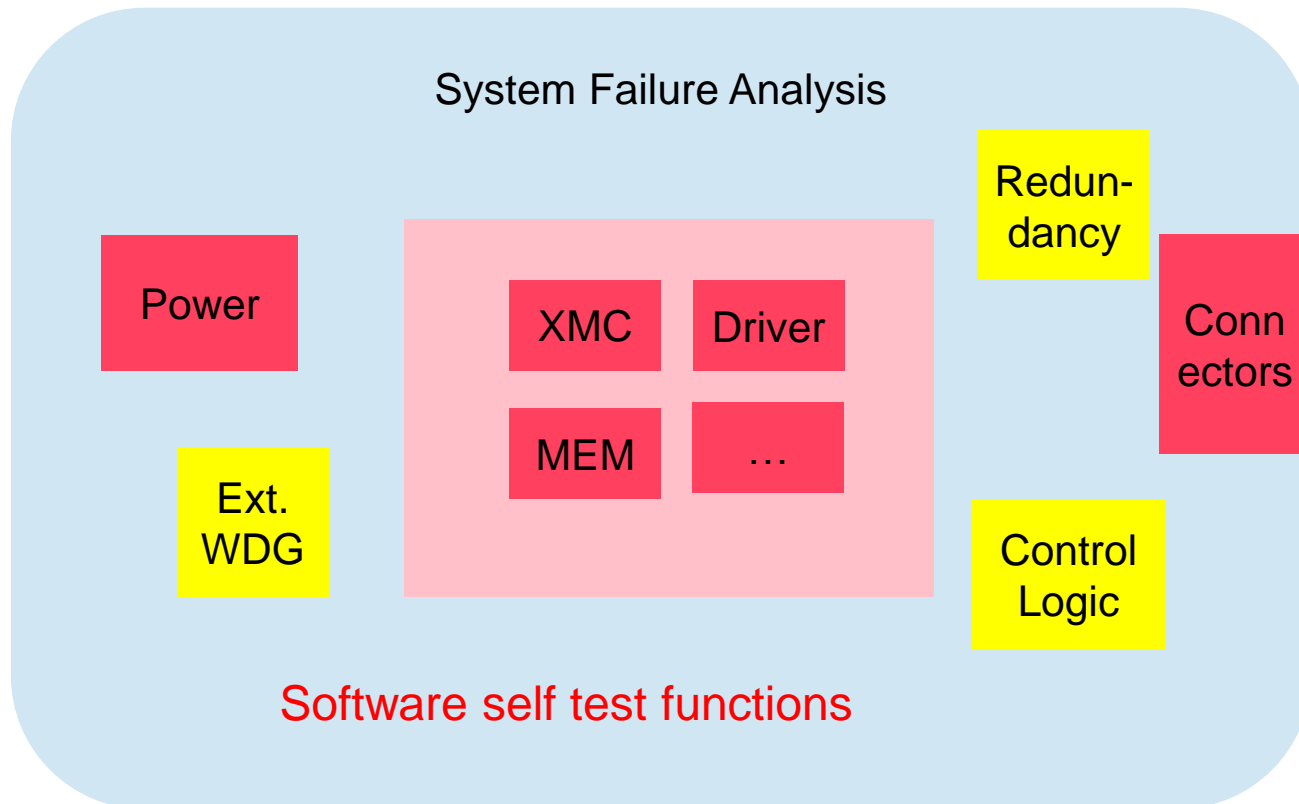 System Failure Analysis
Redun-
dancy
Power
XMC
Driver
Conn
ectors
MEM
…
Ext.
WDG
Control
Logic
Software self test functions